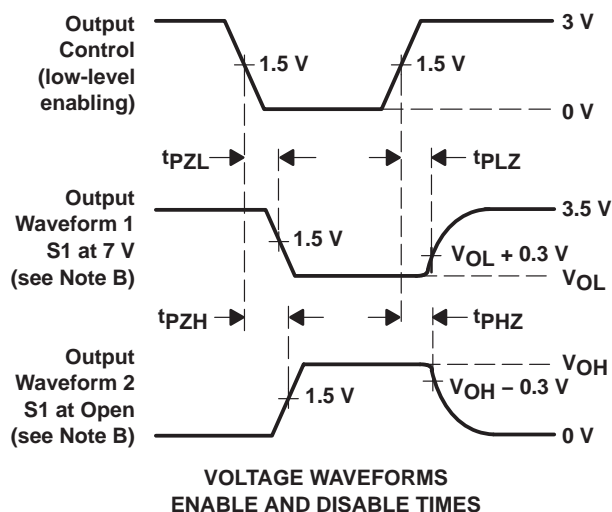 Output
Control
(low-level
enabling)
3 V
1.5 V
1.5 V
0 V
tPZL
tPLZ
Output
Waveform 1
S1 at 7 V
(see Note B)
3.5 V
1.5 V
VOL + 0.3 V
VOL
tPZH
tPHZ
Output
Waveform 2
S1 at Open
(see Note B)
VOH
VOH – 0.3 V
1.5 V
0 V
VOLTAGE WAVEFORMS
ENABLE AND DISABLE TIMES